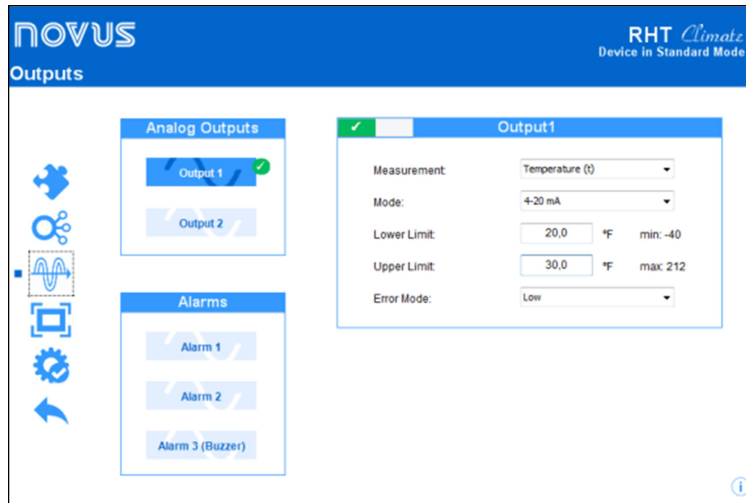 NOVUS
RHT Climate
Device in Standard Mode
Outputs
Analog Outputs
Output 1
Output 2
Alarms
Alarm 1
Alarm 2
Alarm 3 (Buzzer)
Output1
Measurement: Temperature (t)
Mode: 4-20 mA
Lower Limit: 20,0 ºF min: -40
Upper Limit: 30,0 ºF max: 212
Error Mode: Low